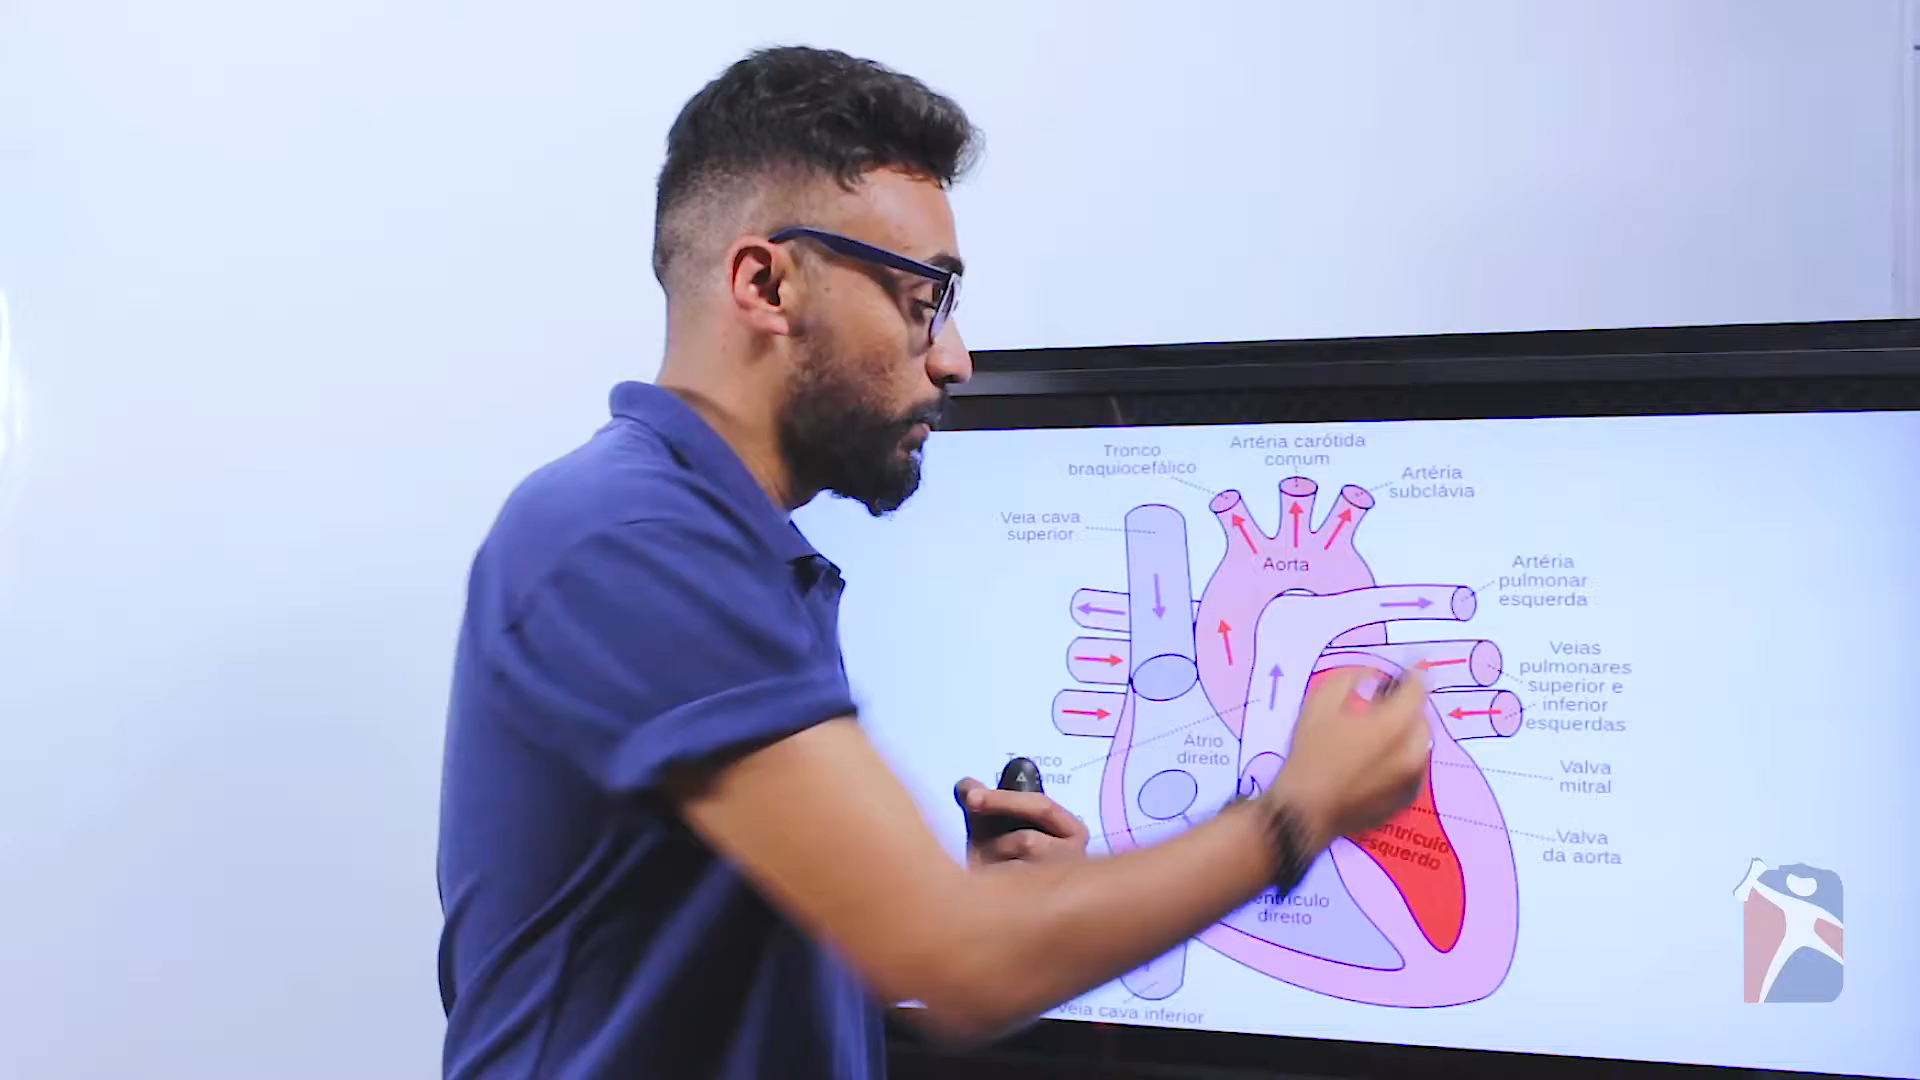 Tronco
braquiocefálico
Artéria carótida
comum
Artéria
subclávia
Veia cava
superior
Aorta
Artéria
pulmonar
esquerda
Veias
pulmonares
superior e
inferior
esquerdas
Átrio
direito
Valva
mitral
Valva
da aorta
direito
Veia cava inferior